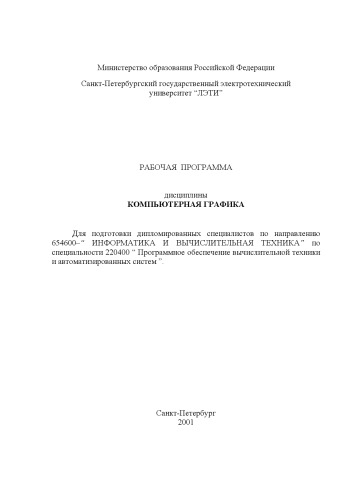 Министерство образования Российской Федерации
Санкт-Петербургский государственный электротехнический
университет “ЛЭТИ”
РАБОЧАЯ ПРОГРАММА
дисциплины
КОМПЬЮТЕРНАЯ ГРАФИКА
Для подготовки дипломированных специалистов по направлению
654600–“ ИНФОРМАТИКА И ВЫЧИСЛИТЕЛЬНАЯ ТЕХНИКА” по
специальности 220400 “ Программное обеспечение вычислительной техники
и автоматизированных систем ”.
Санкт-Петербург
2001